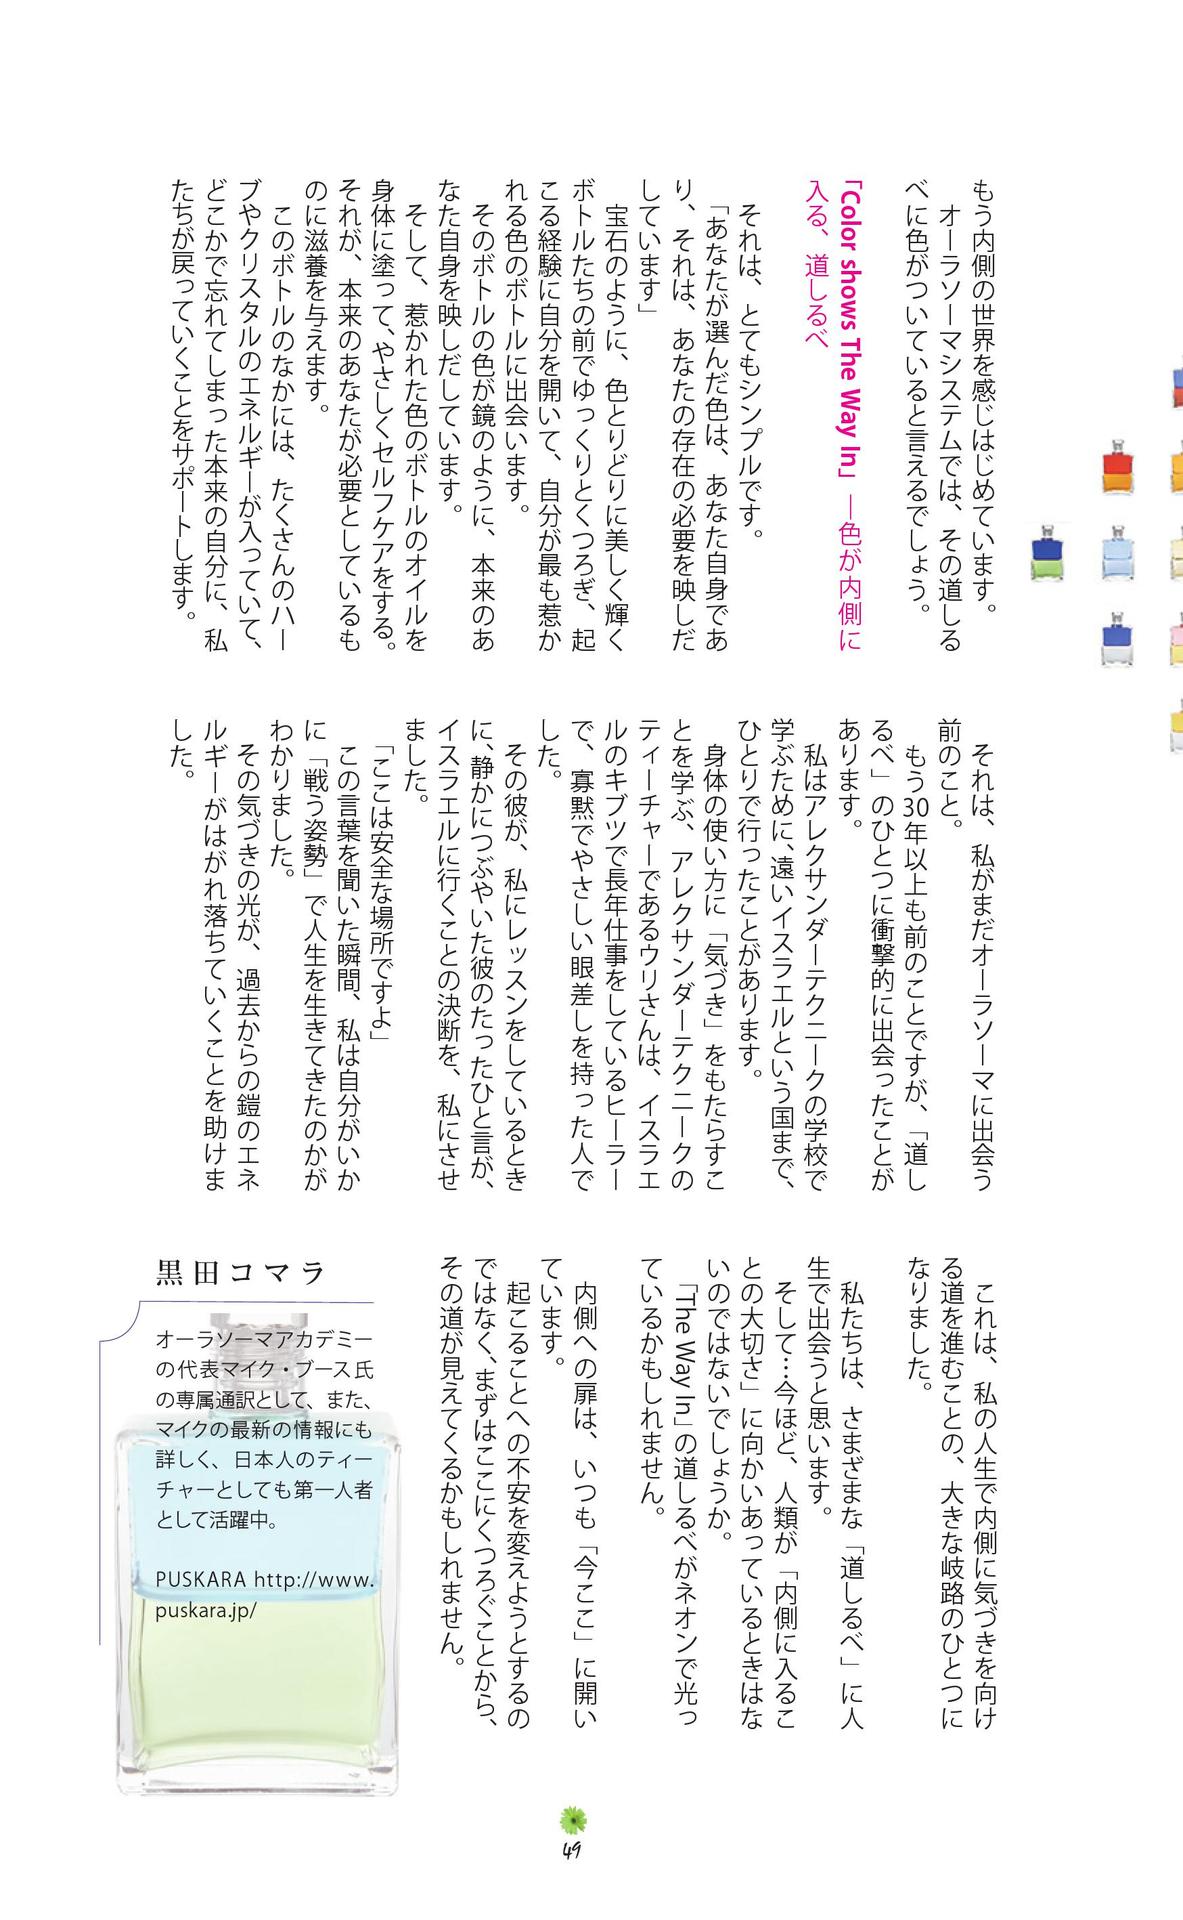 もう内側の世界を感じはじめています。
オーラソーマシステムでは、その道しる
べに色がついていると言えるでしょう。
「Color shows The Way In」—色が内側に
入る、道しるべ
それは、とてもシンプルです。
「あなたが選んだ色は、あなた自身であ
り、それは、あなたの存在の必要を映しだ
しています」
宝石のように、色とりどりに美しく輝く
ボトルたちの前でゆっくりとくつろぎ、起
こる経験に自分を開いて、自分が最も惹か
れる色のボトルに出会います。
そのボトルの色が鏡のように、本来のあ
なた自身を映しだしています。
そして、惹かれた色のボトルのオイルを
身体に塗って、やさしくセルフケアをする。
それが、本来のあなたが必要としているも
のに滋養を与えます。
このボトルのなかには、たくさんのハー
ブやクリスタルのエネルギーが入っていて、
どこかで忘れてしまった本来の自分に、私
たちが戻っていくことをサポートします。
それは、私がまだオーラソーマに出会う
前のこと。
もう30年以上も前のことですが、「道し
るべ」のひとつに衝撃的に出会ったことが
あります。
私はアレクサンダーテクニークの学校で
学ぶために、遠いイスラエルという国まで、
ひとりで行ったことがあります。
身体の使い方に「気づき」をもたらすこ
とを学ぶ、アレクサンダーテクニークの
ティーチャーであるウリさんは、イスラエ
ルのキブツで長年仕事をしているヒーラー
で、寡黙でやさしい眼差しを持った人で
した。
その彼が、私にレッスンをしているとき
に、静かにつぶやいた彼のたったひと言が、
イスラエルに行くことの決断を、私にさせ
ました。
「ここは安全な場所ですよ」
この言葉を聞いた瞬間、私は自分がいか
に「戦う姿勢」で人生を生きてきたのかが
わかりました。
その気づきの光が、過去からの鎧のエネ
ルギーがはがれ落ちていくことを助けま
した。
これは、私の人生で内側に気づきを向け
る道を進むことの、大きな岐路のひとつに
なりました。
私たちは、さまざまな「道しるべ」に人
生で出会うと思います。
そして…今ほど、人類が「内側に入るこ
との大切さ」に向かいあっているときはな
いのではないでしょうか。
「The Way In」の道しるべがネオンで光っ
ているかもしれません。
内側への扉は、いつも「今ここ」に開い
ています。
起こることへの不安を変えようとするの
ではなく、まずはここにくつろぐことから、
その道が見えてくるかもしれません。
黒田コマラ
オーラソーマアカデミー
の代表マイク・ブース氏
の専属通訳として、また、
マイクの最新の情報にも
詳しく、日本人のティー
チャーとしても第一人者
として活躍中。
PUSKARA http://www.
puskara.jp/
49